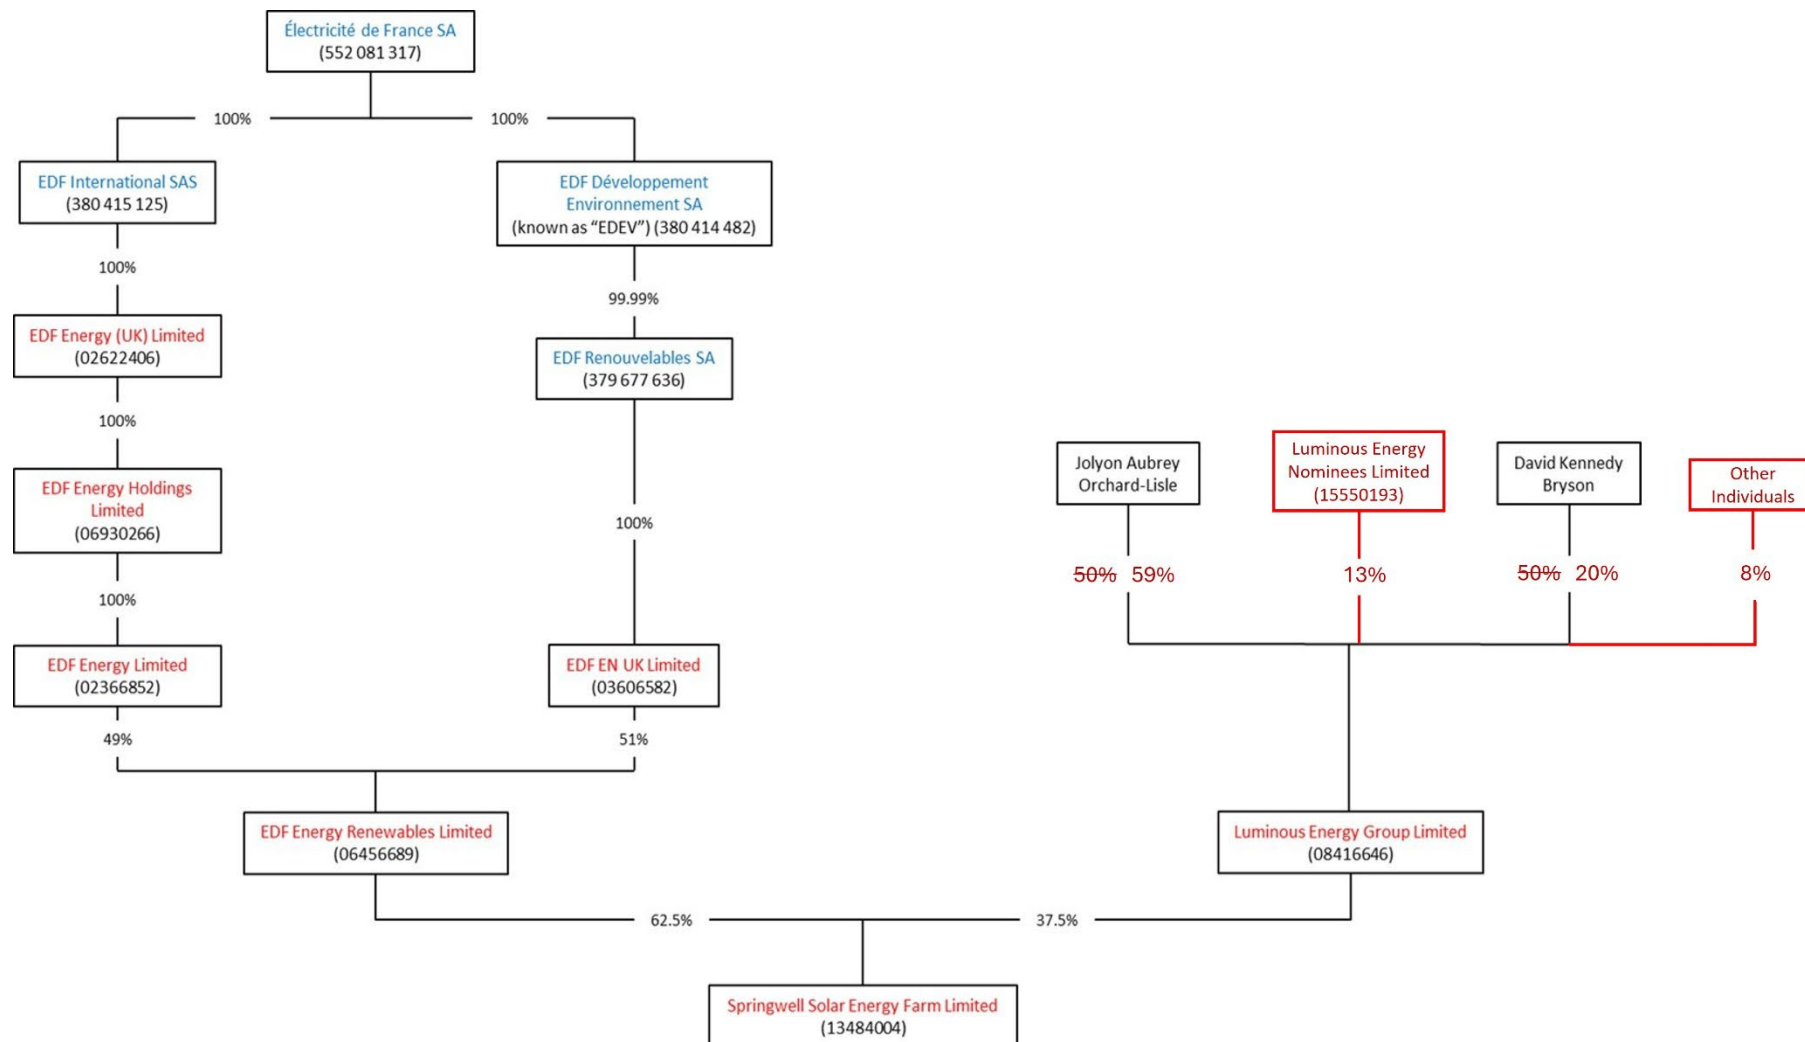 Électricité de France SA
(552 081 317)
100%
100%
EDF International SAS
(380 415 125)
EDF Développement
Environnement SA
(known as “EDEV”) (380 414 482)
100%
99.99%
EDF Energy (UK) Limited
(02622406)
EDF Renouvelables SA
(379 677 636)
100%
EDF Energy Holdings
Limited
(06930266)
100%
100%
EDF Energy Limited
(02366852)
EDF EN UK Limited
(03606582)
49%
51%
EDF Energy Renewables Limited
(06456689)
Jolyon Aubrey
Orchard-Lisle
Luminous Energy
Nominees Limited
(15550193)
David Kennedy
Bryson
Other
Individuals
50% 59%
13%
50% 20%
8%
Luminous Energy Group Limited
(08416646)
62.5%
37.5%
Springwell Solar Energy Farm Limited
(13484004)